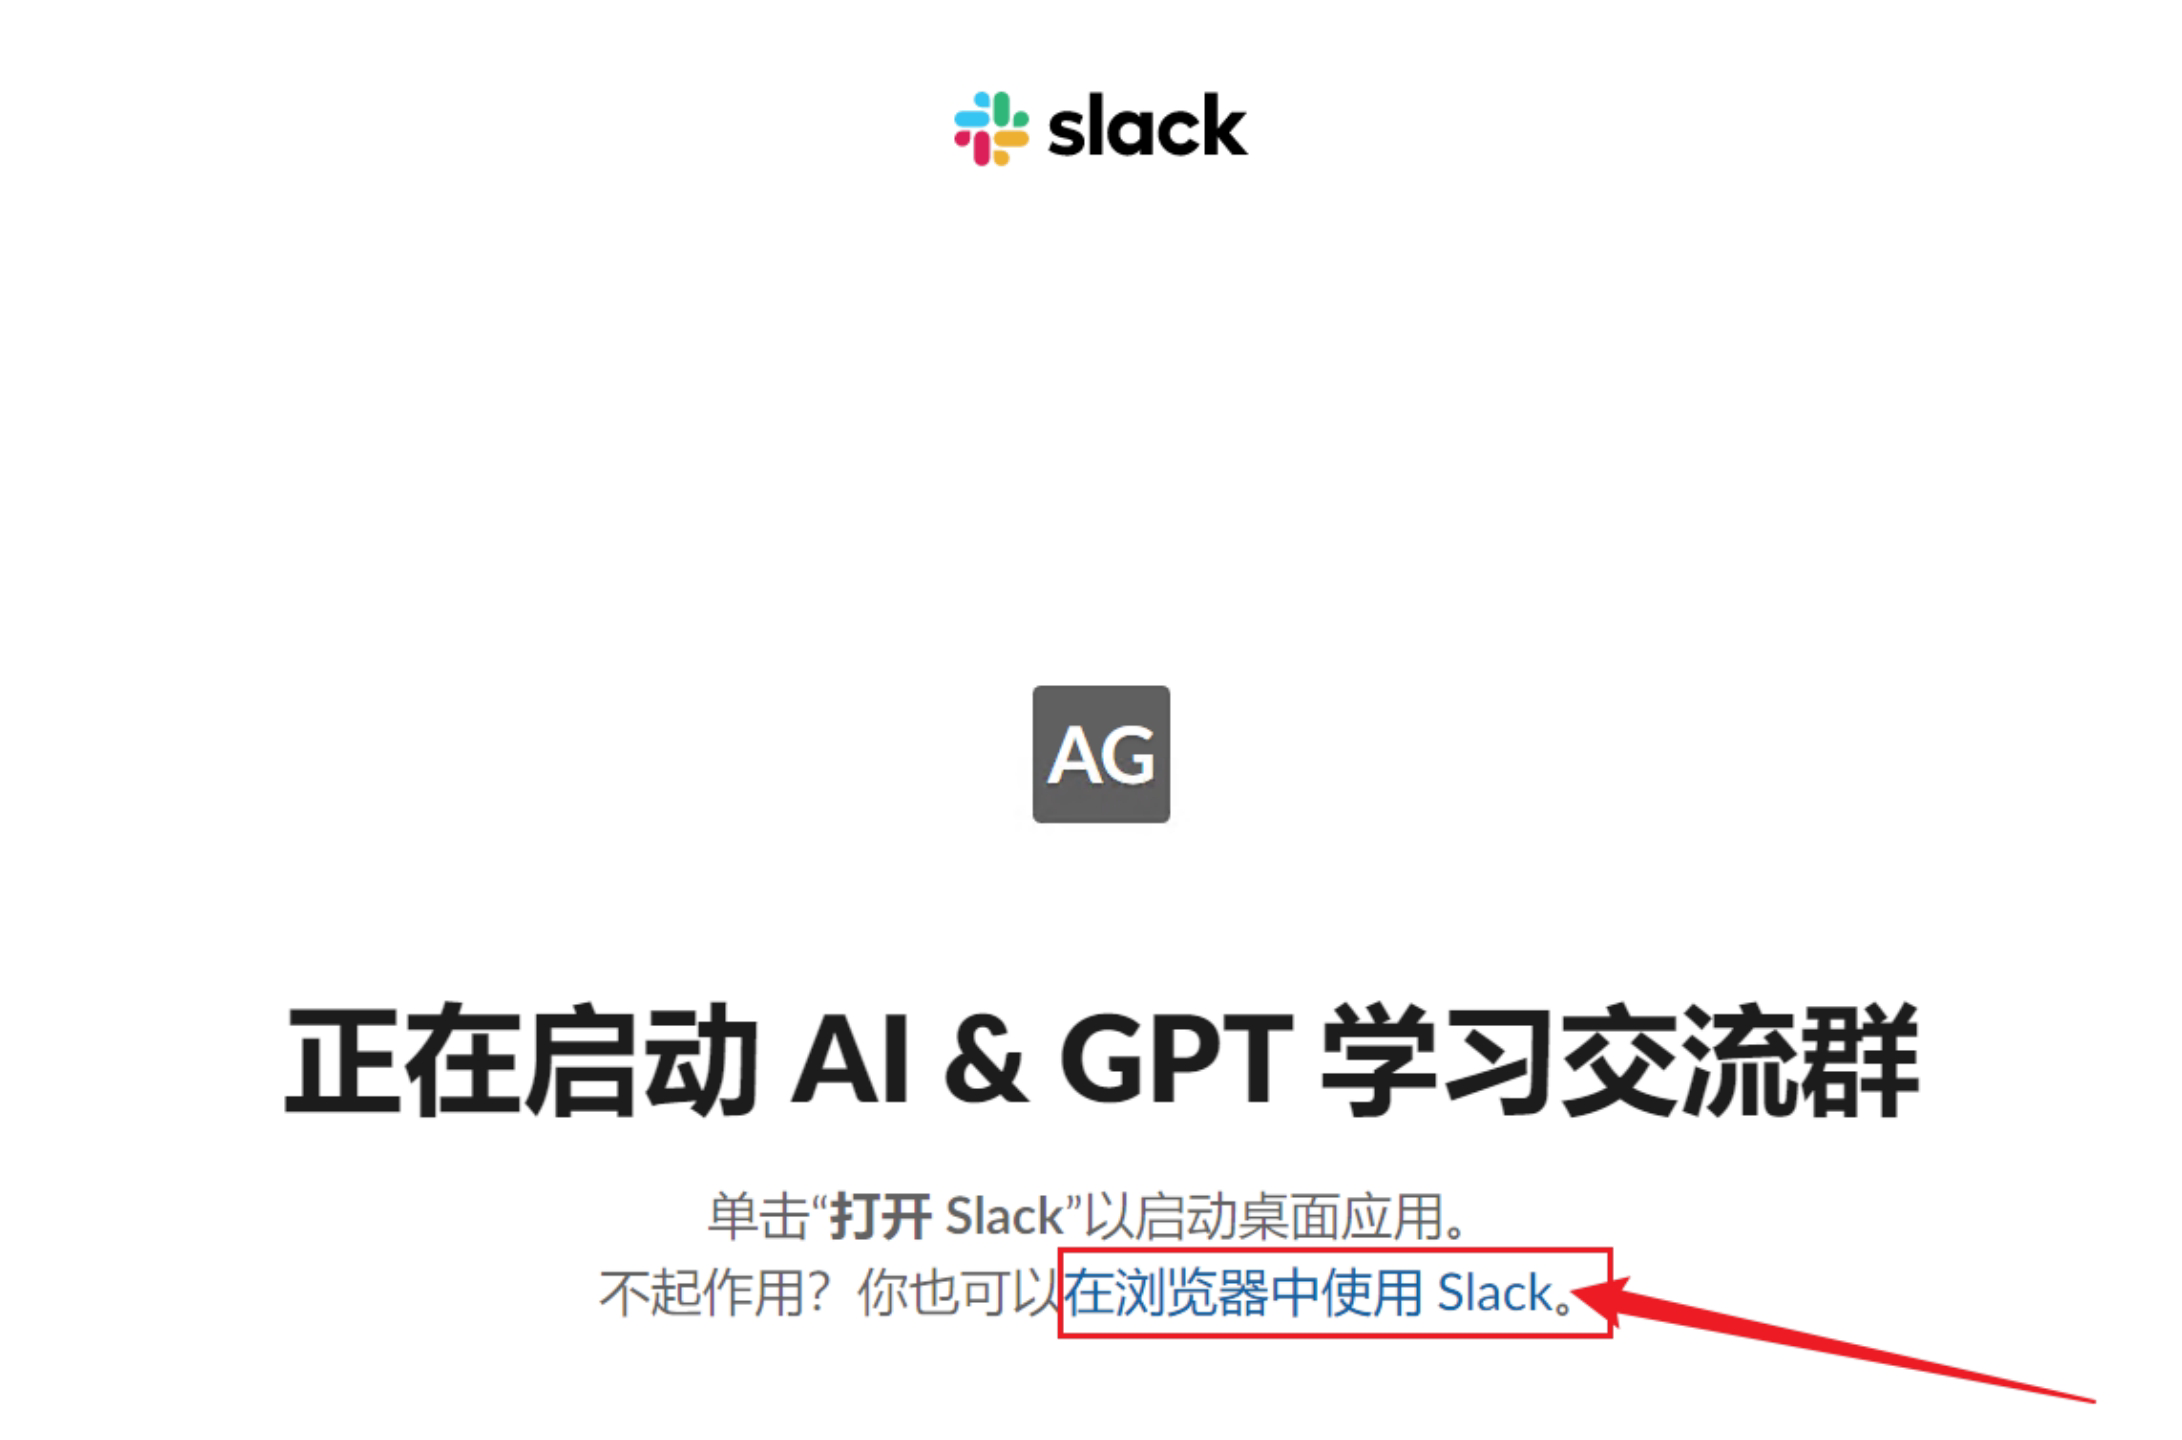 slack
AG
正在启动 AI & GPT 学习交流群
单击“打开 Slack”以启动桌面应用。
不起作用？你也可以在浏览器中使用 Slack。